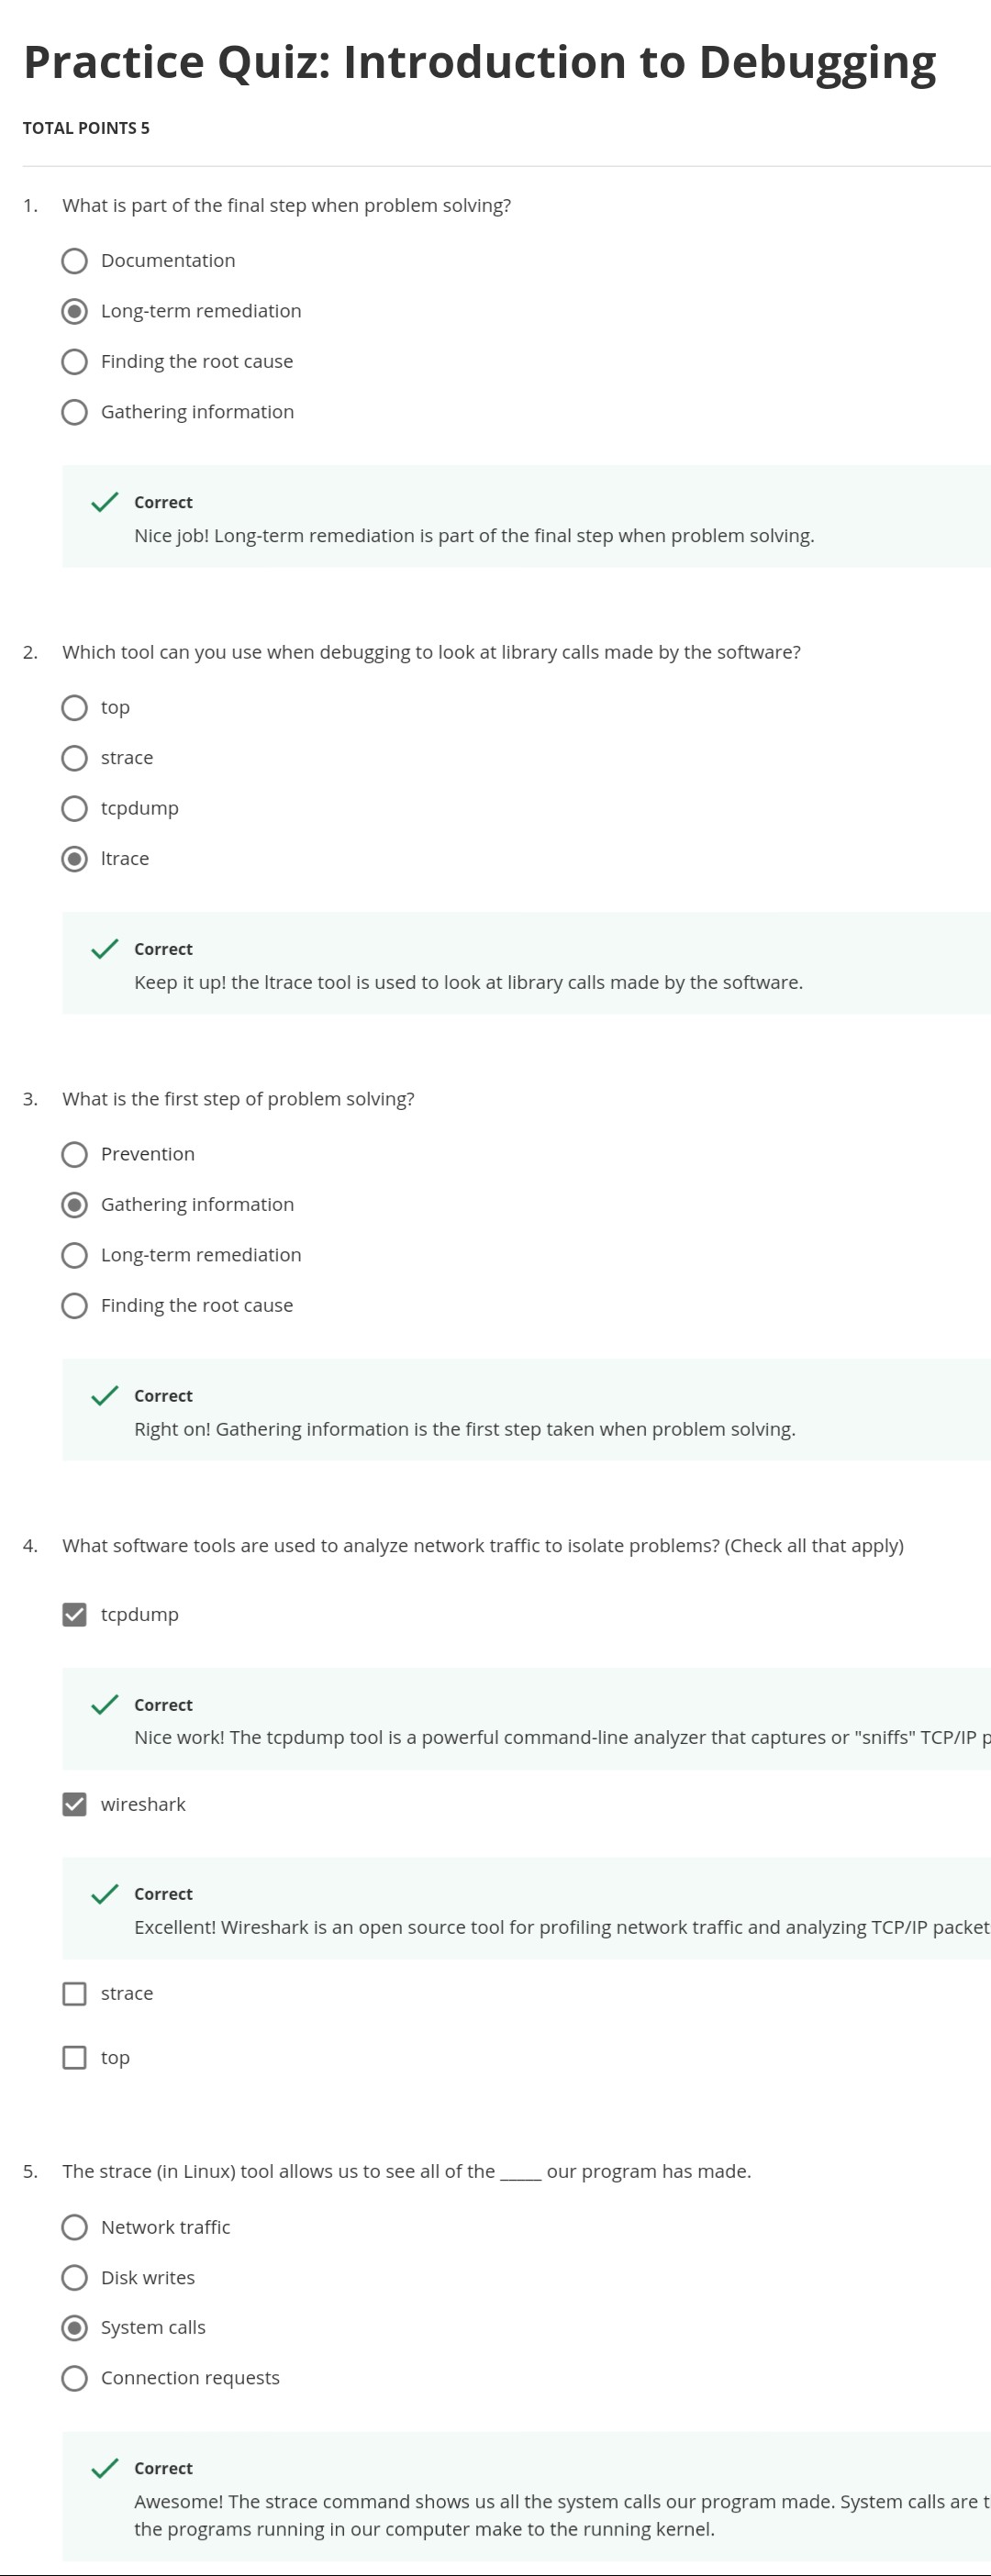 Practice Quiz: Introduction to Debugging
TOTAL POINTS 5
1. What is part of the final step when problem solving?
Documentation
Long-term remediation
Finding the root cause
Gathering information
Correct
Nice job! Long-term remediation is part of the final step when problem solving.
2. Which tool can you use when debugging to look at library calls made by the software?
top
strace
tcpdump
ltrace
Correct
Keep it up! the ltrace tool is used to look at library calls made by the software.
3. What is the first step of problem solving?
Prevention
Gathering information
Long-term remediation
Finding the root cause
Correct
Right on! Gathering information is the first step taken when problem solving.
4. What software tools are used to analyze network traffic to isolate problems? (Check all that apply)
tcpdump
Correct
Nice work! The tcpdump tool is a powerful command-line analyzer that captures or "sniffs" TCP/IP
wireshark
Correct
Excellent! Wireshark is an open source tool for profiling network traffic and analyzing TCP/IP packet
strace
top
5. The strace (in Linux) tool allows us to see all of the _____ our program has made.
Network traffic
Disk writes
System calls
Connection requests
Correct
Awesome! The strace command shows us all the system calls our program made. System calls are
the programs running in our computer make to the running kernel.